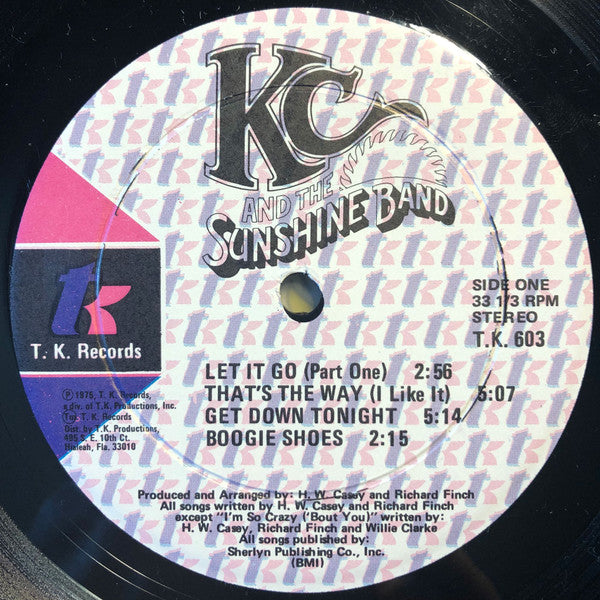 KC
AND THE
SUNSHINE BAND
SIDE ONE
33 1/3 RPM
STEREO
T.K. 603
tk
T. K. Records
LET IT GO (Part One) 2:56
THAT'S THE WAY (I Like It) 5:07
GET DOWN TONIGHT 5:14
BOOGIE SHOES 2:15
Ⓟ 1975, T. K. Records,
a div. of T.K. Productions, Inc.
T.K. Records
Dist. by T.K. Productions,
495 S. E. 10th Ct.
Hialeah, Fla. 33010
Produced and Arranged by: H. W. Casey and Richard Finch
All songs written by H. W. Casey and Richard Finch
except "I'm So Crazy ('Bout You)" written by:
H. W. Casey, Richard Finch and Willie Clarke
All songs published by:
Sherlyn Publishing Co., Inc.
(BMI)